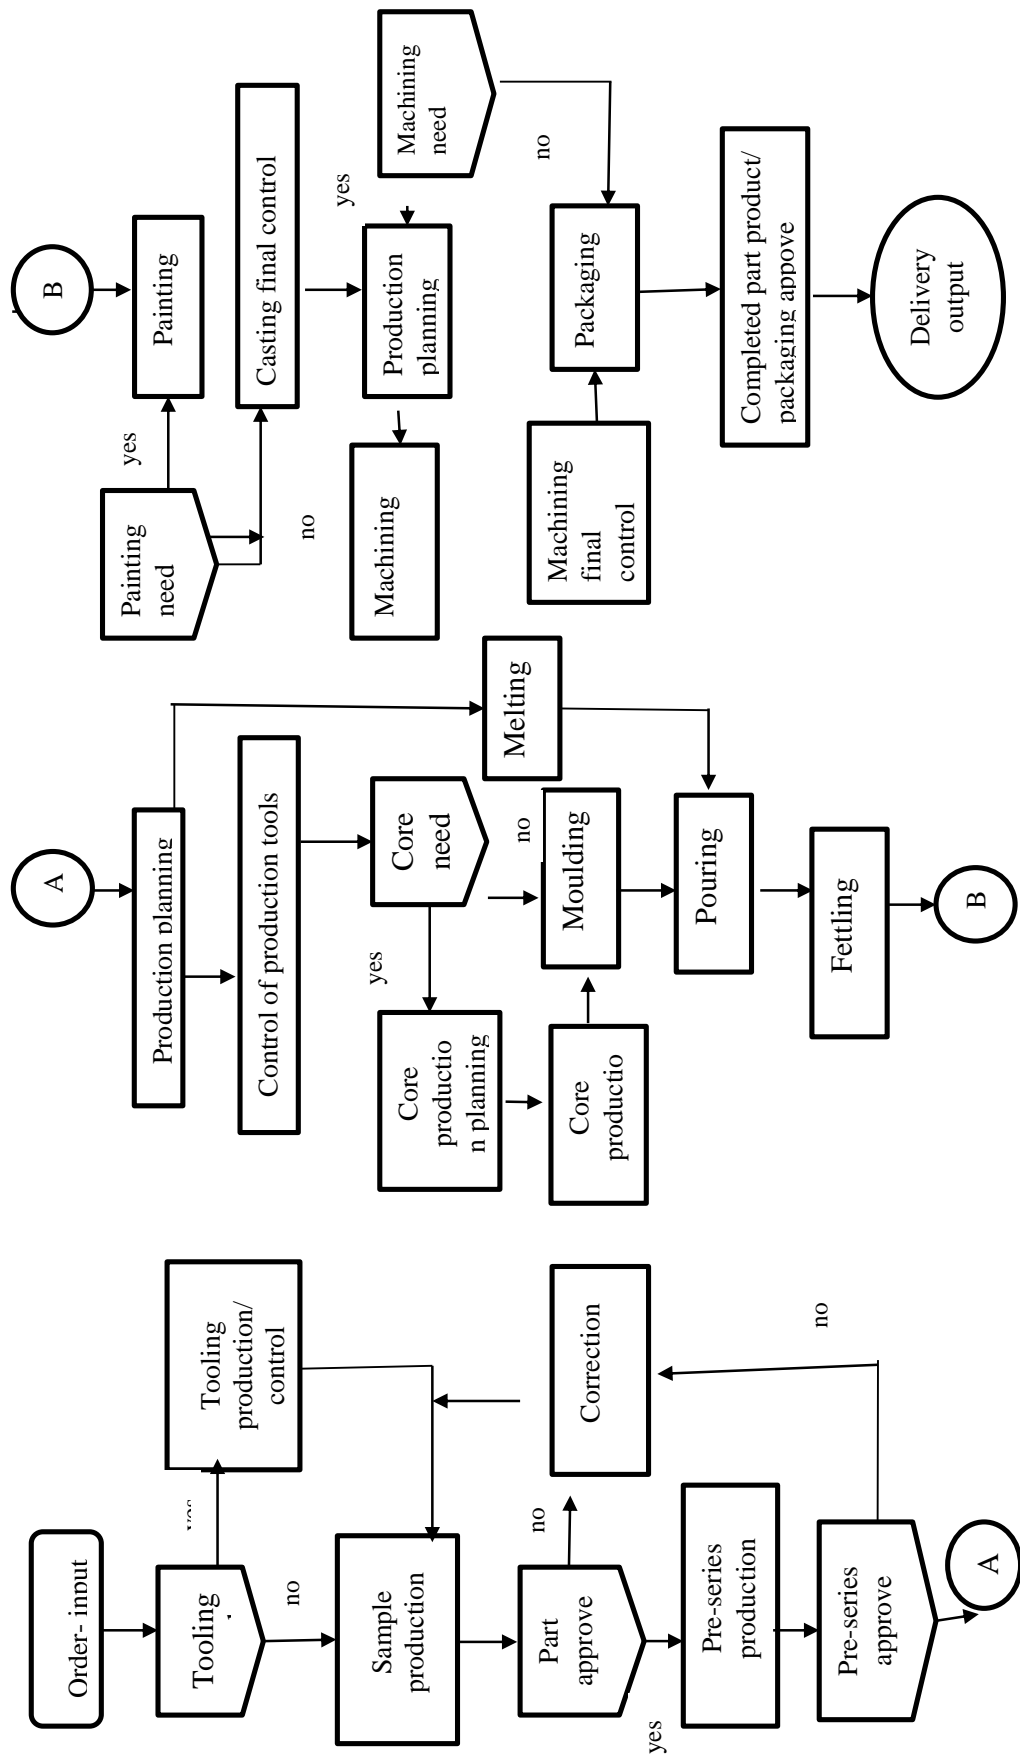 Order- input
Tooling
yes
no
Tooling
production/
control
Sample
production
Part
approve
no
yes
Correction
Pre-series
production
Pre-series
approve
no
A
A
Production planning
Control of production tools
Core
need
yes
no
Core
productio
n planning
Core
productio
Moulding
Melting
Pouring
Fettling
B
B
Painting
need
yes
no
Painting
Casting final control
Machining
need
yes
no
Production
planning
Machining
Machining
final
control
Packaging
Completed part product/
packaging appove
Delivery
output